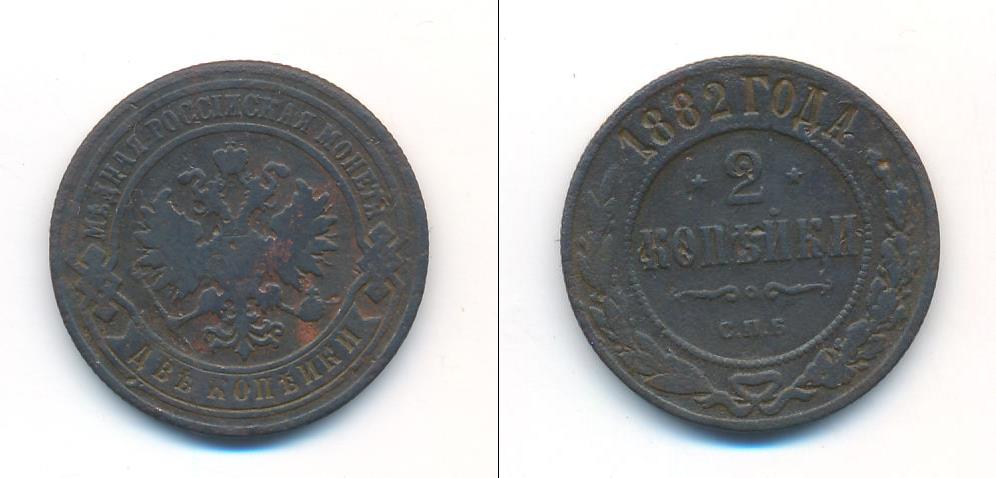 МѢДНАЯ РОССІЙСКАЯ МОНЕТА
ДВѢ КОПѢЙКИ
1882 ГОДА
2
КОПѢЙКИ
С.П.Б